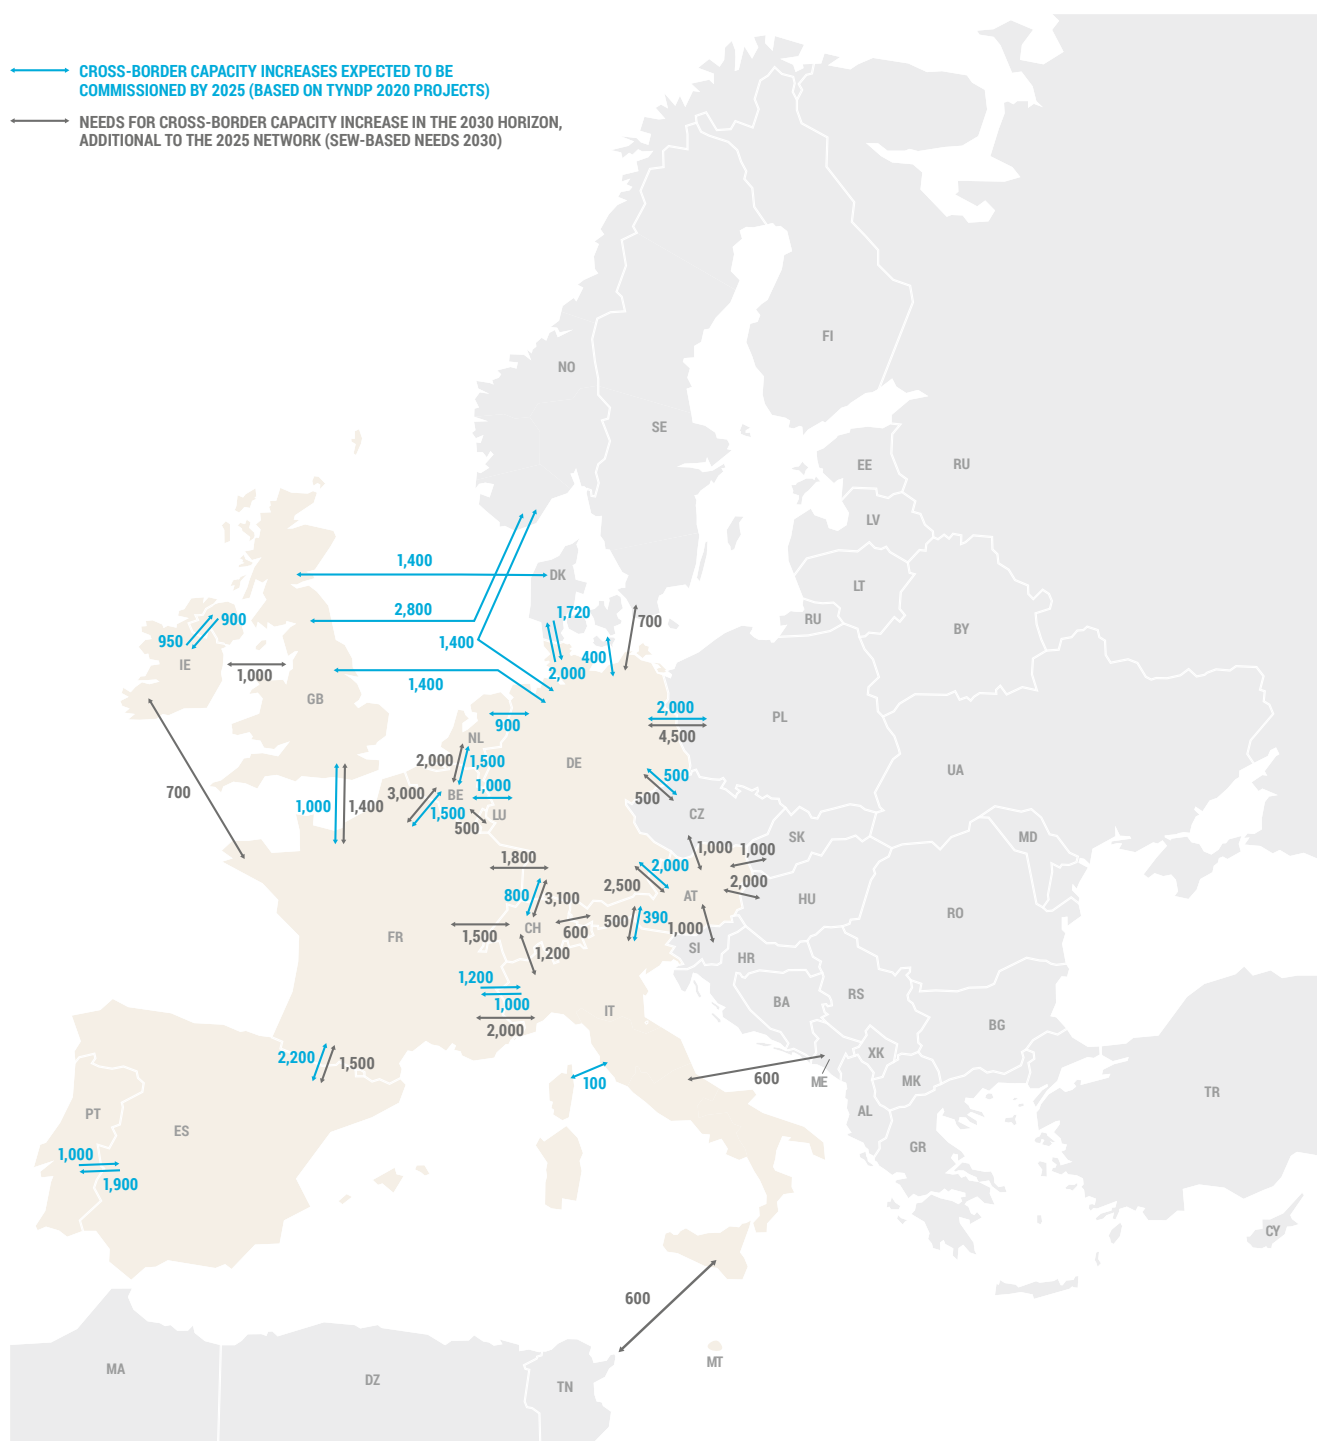 CROSS-BORDER CAPACITY INCREASES EXPECTED TO BE
COMMISSIONED BY 2025 (BASED ON TYNDP 2020 PROJECTS)
NEEDS FOR CROSS-BORDER CAPACITY INCREASE IN THE 2030 HORIZON,
ADDITIONAL TO THE 2025 NETWORK (SEW-BASED NEEDS 2030)
FI
NO
SE
EE
RU
LV
1,400
DK
LT
2,800
1,720
900
700
RU
BY
950
1,400
400
IE
1,000
2,000
1,400
GB
2,000
PL
900
4,500
NL
2,000
1,500
DE
UA
500
700
3,000
1,000
BE
500
1,000
1,400
1,500
LU
CZ
500
SK
MD
1,000
1,000
1,800
2,000
2,000
2,500
800
3,100
AT
HU
RO
390
500
1,000
CH
600
FR
1,500
SI
1,200
HR
1,200
RS
1,000
BA
IT
2,000
BG
2,200
1,500
XK
600
ME
100
MK
TR
PT
AL
ES
GR
1,000
1,900
CY
600
MT
MA
DZ
TN